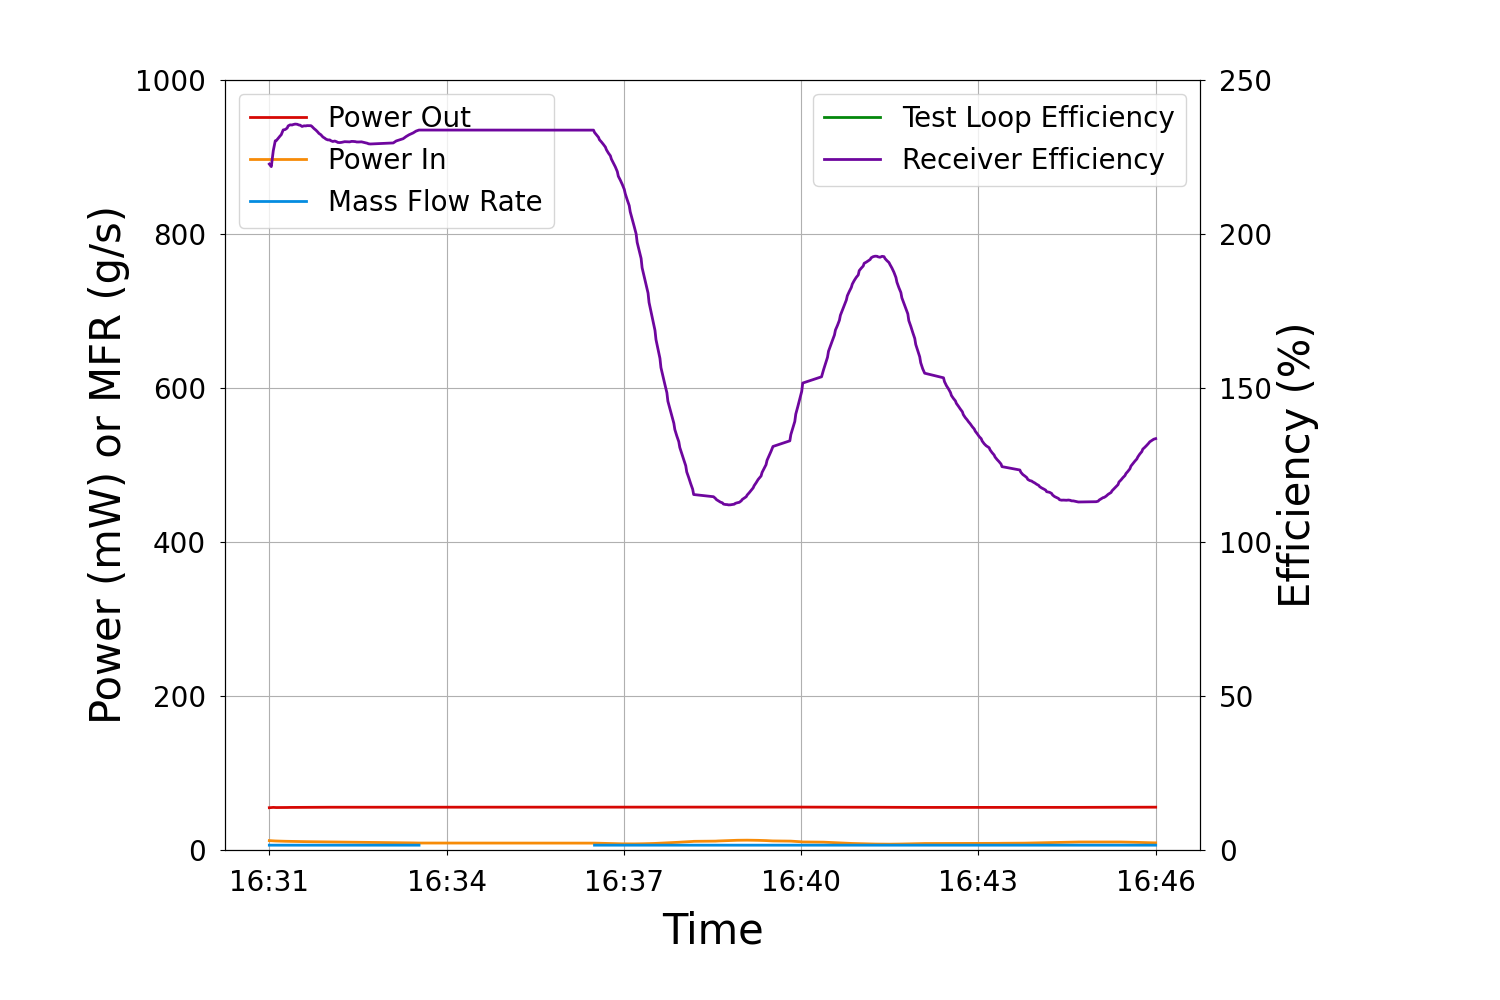 1000
800
600
400
200
0
Power (mW) or MFR (g/s)
Power Out
Power In
Mass Flow Rate
Test Loop Efficiency
Receiver Efficiency
250
200
150
100
50
0
Efficiency (%)
16:31 16:34 16:37 16:40 16:43 16:46
Time